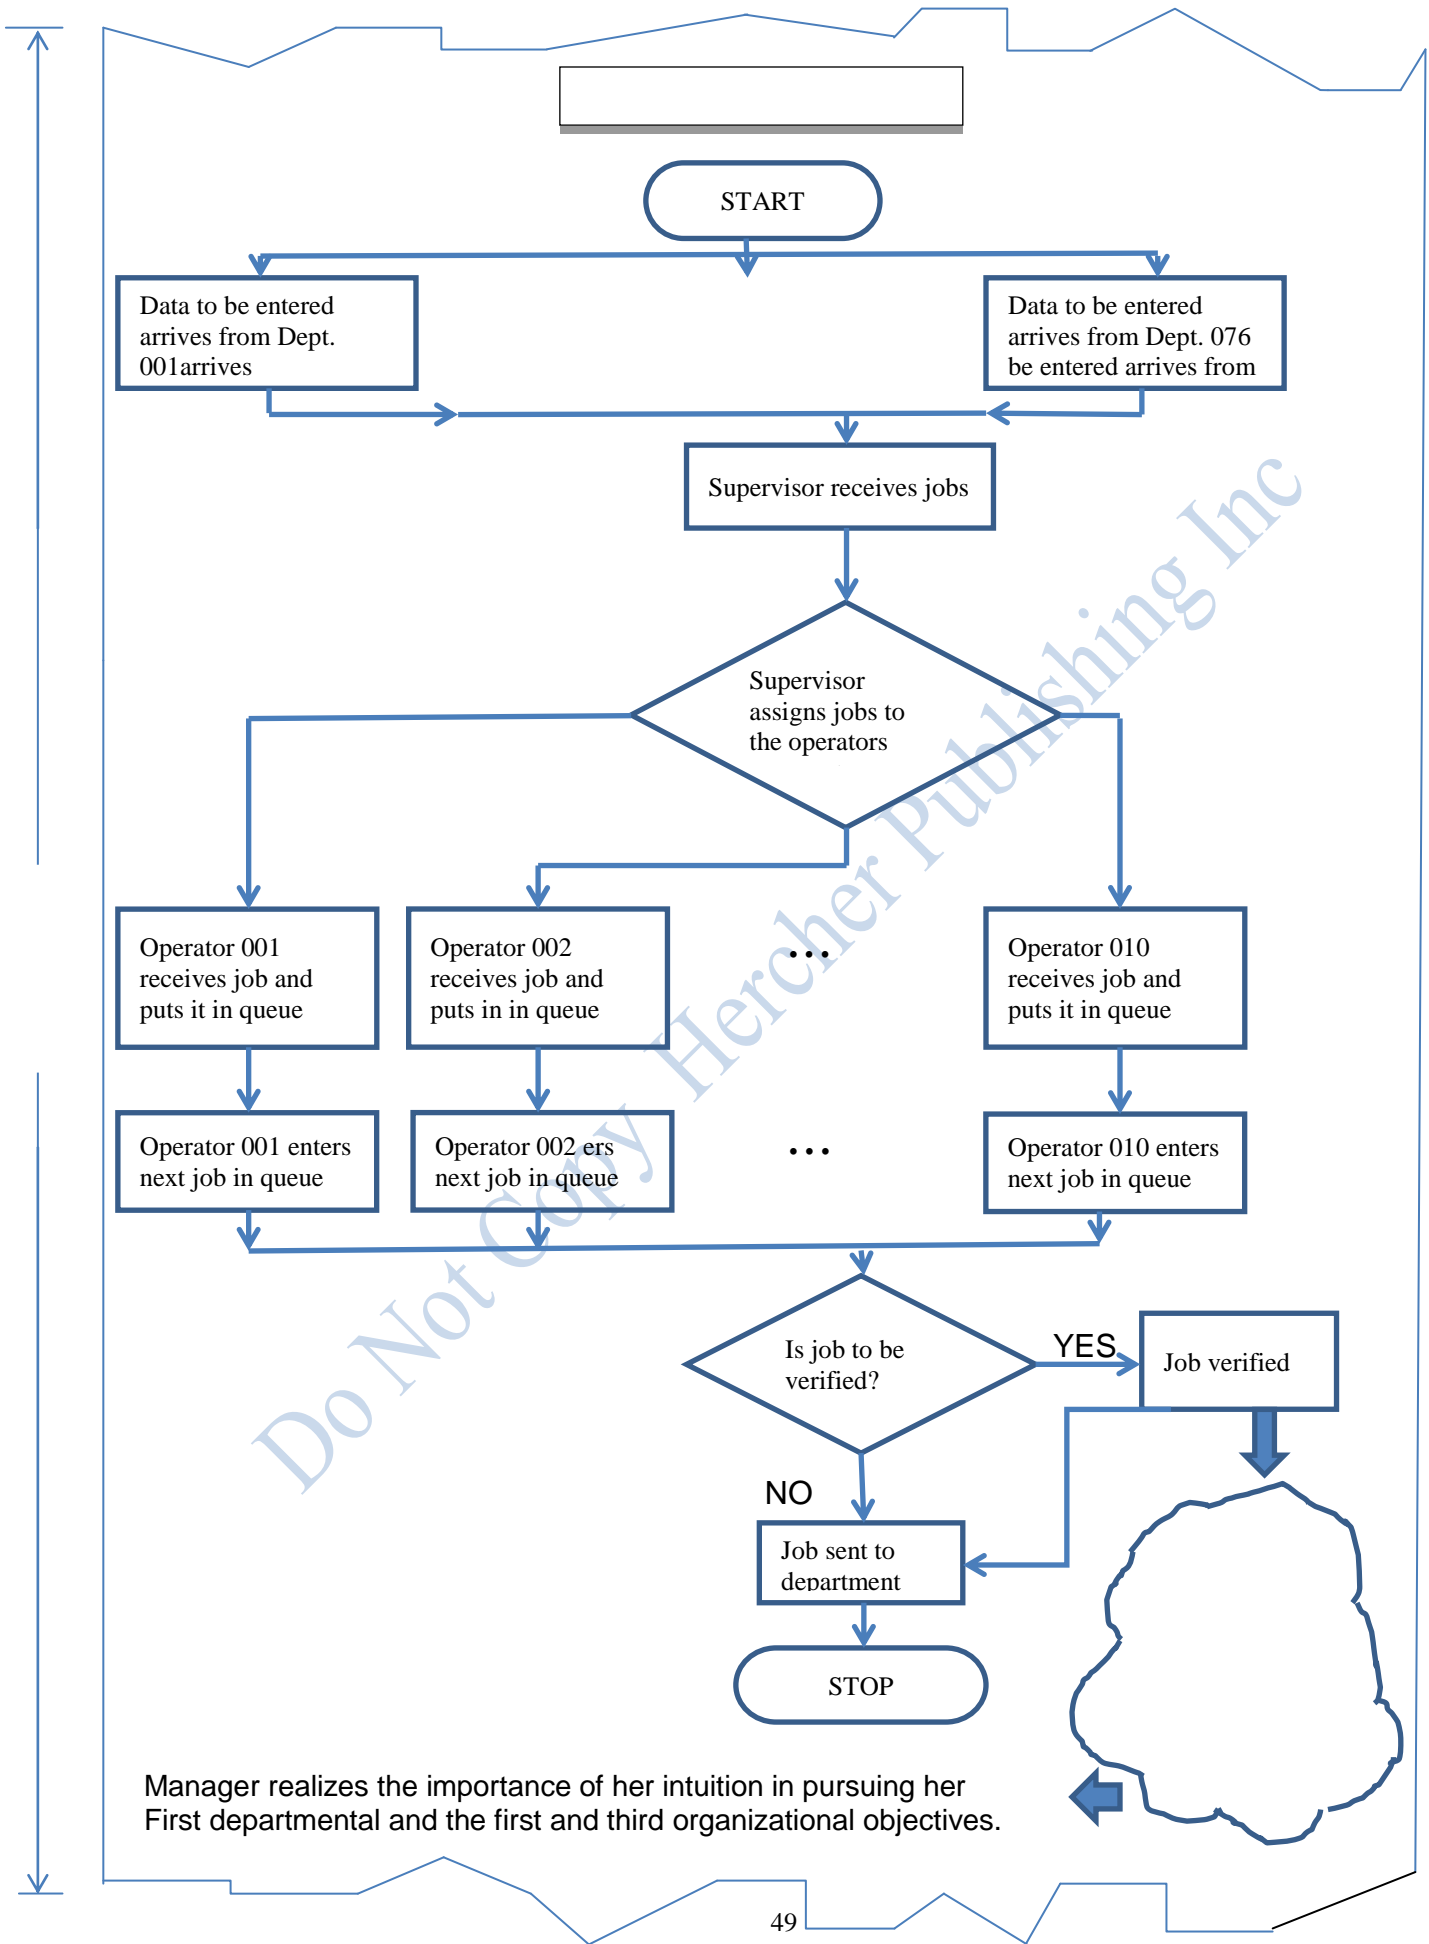 START
Data to be entered
arrives from Dept.
001arrives
Data to be entered
arrives from Dept. 076
be entered arrives from
Supervisor receives jobs
Supervisor
assigns jobs to
the operators
Operator 001
receives job and
puts it in queue
Operator 002
receives job and
puts in in queue
...
Operator 010
receives job and
puts it in queue
Operator 001 enters
next job in queue
Operator 002 ers
next job in queue
...
Operator 010 enters
next job in queue
Is job to be
verified?
YES
Job verified
NO
Job sent to
department
STOP
Manager realizes the importance of her intuition in pursuing her
First departmental and the first and third organizational objectives.
49
Do Not Copy Hercher Publishing Inc